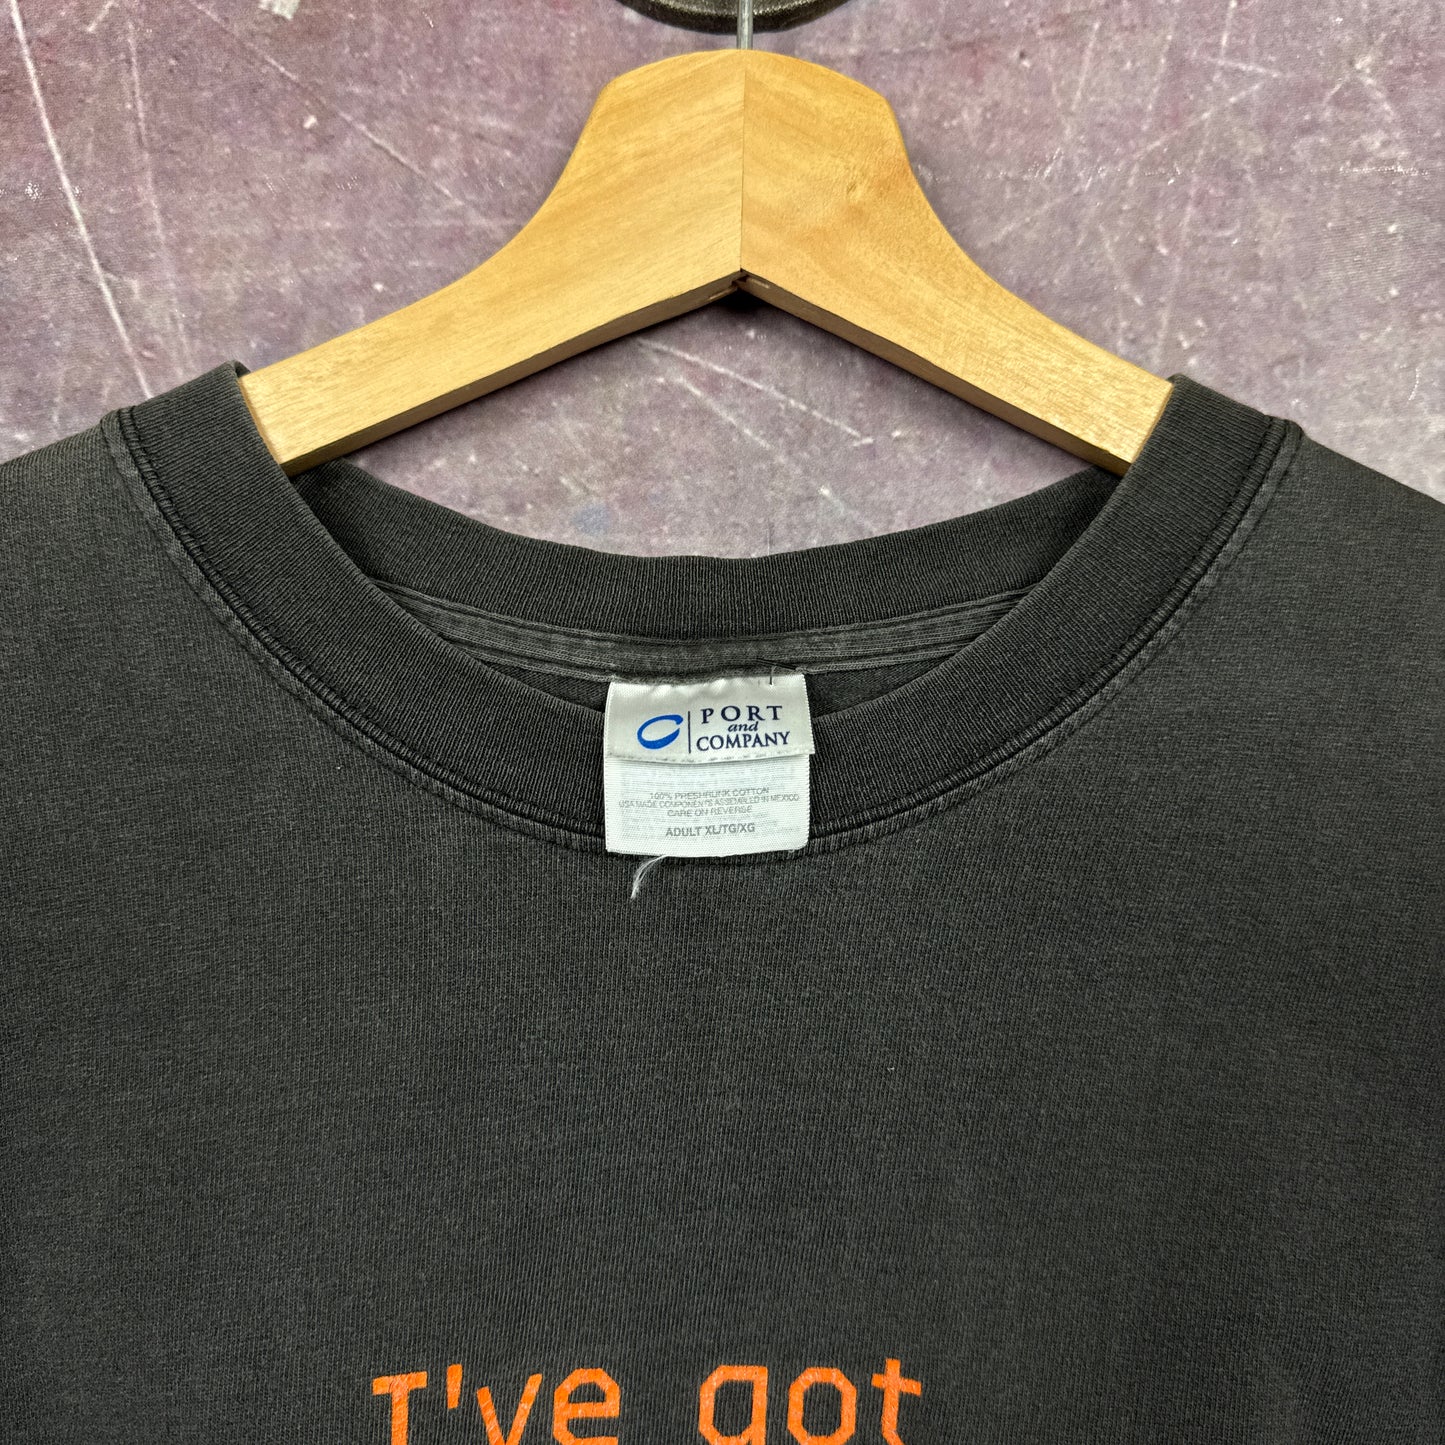 PORT
and
COMPANY
100% PRESHRUNK COTTON
USA MADE COMPONENTS ASSEMBLED IN MEXICO
CARE ON REVERSE
ADULT XL/TG/XG
I've got